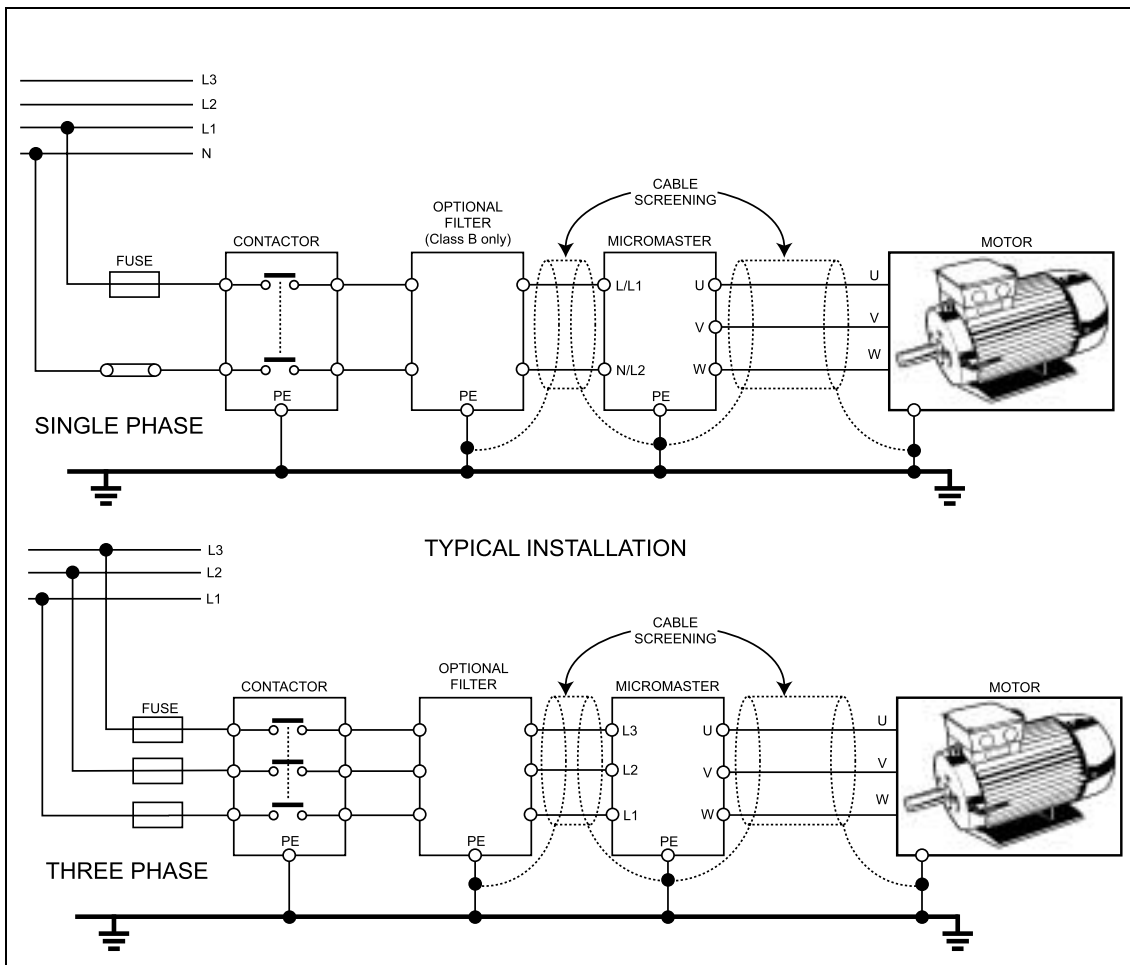 L3
L2
L1
N
CABLE
SCREENING
OPTIONAL
FILTER
(Class B only)
CONTACTOR
MICROMASTER
MOTOR
FUSE
L/L1
U
U
V
V
N/L2
W
W
PE
PE
PE
SINGLE PHASE
TYPICAL INSTALLATION
L3
L2
L1
CABLE
SCREENING
OPTIONAL
FILTER
CONTACTOR
MICROMASTER
MOTOR
FUSE
L3
U
U
L2
V
V
L1
W
W
PE
PE
PE
THREE PHASE